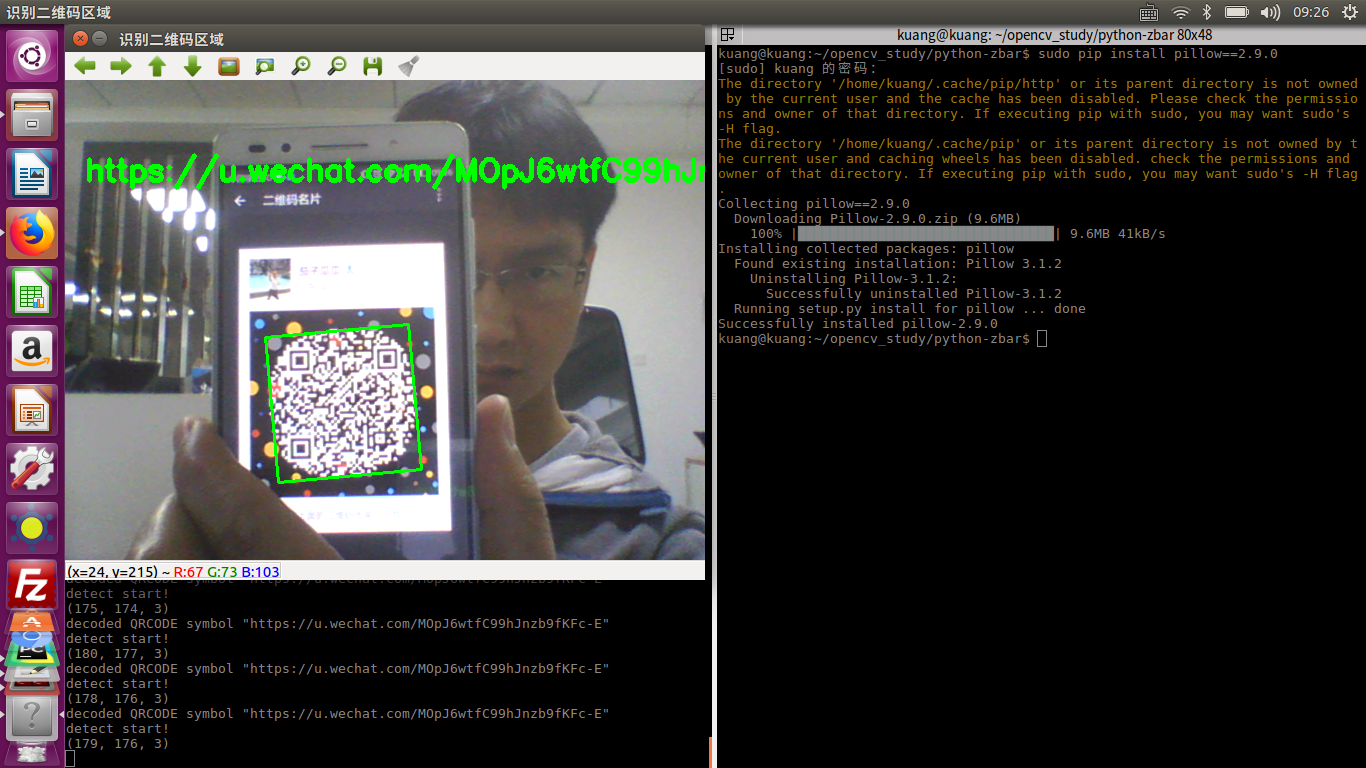 识别二维码区域
09:26
识别二维码区域
https://u.wechat.com/MOpJ6wtfC99hJn
二维码名片
(x=24, y=215) ~ R:67 G:73 B:103
decoded QRCODE symbol "https://u.wechat.com/MOpJ6wtfC99hJnzb9fKFc-E"
detect start!
(175, 174, 3)
decoded QRCODE symbol "https://u.wechat.com/MOpJ6wtfC99hJnzb9fKFc-E"
detect start!
(180, 177, 3)
decoded QRCODE symbol "https://u.wechat.com/MOpJ6wtfC99hJnzb9fKFc-E"
detect start!
(178, 176, 3)
decoded QRCODE symbol "https://u.wechat.com/MOpJ6wtfC99hJnzb9fKFc-E"
detect start!
(179, 176, 3)
kuang@kuang: ~/opencv_study/python-zbar 80x48
kuang@kuang:~/opencv_study/python-zbar$ sudo pip install pillow==2.9.0
[sudo] kuang 的密码：
The directory '/home/kuang/.cache/pip/http' or its parent directory is not owned
 by the current user and the cache has been disabled. Please check the permissio
ns and owner of that directory. If executing pip with sudo, you may want sudo's
-H flag.
The directory '/home/kuang/.cache/pip' or its parent directory is not owned by t
he current user and caching wheels has been disabled. check the permissions and
owner of that directory. If executing pip with sudo, you may want sudo's -H flag
.
Collecting pillow==2.9.0
  Downloading Pillow-2.9.0.zip (9.6MB)
    100% |████████████████████████████████| 9.6MB 41kB/s
Installing collected packages: pillow
  Found existing installation: Pillow 3.1.2
    Uninstalling Pillow-3.1.2:
      Successfully uninstalled Pillow-3.1.2
  Running setup.py install for pillow ... done
Successfully installed pillow-2.9.0
kuang@kuang:~/opencv_study/python-zbar$